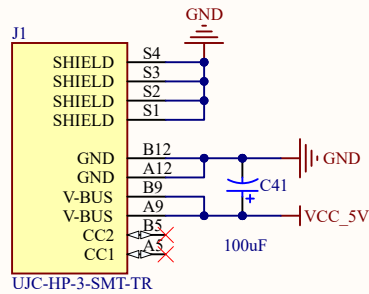 GND
J1
SHIELD S4
SHIELD S3
SHIELD S2
SHIELD S1
GND B12
GND A12
GND
V-BUS B9
V-BUS A9
C41
VCC_5V
CC2 B5
CC1 A5
100uF
UJC-HP-3-SMT-TR